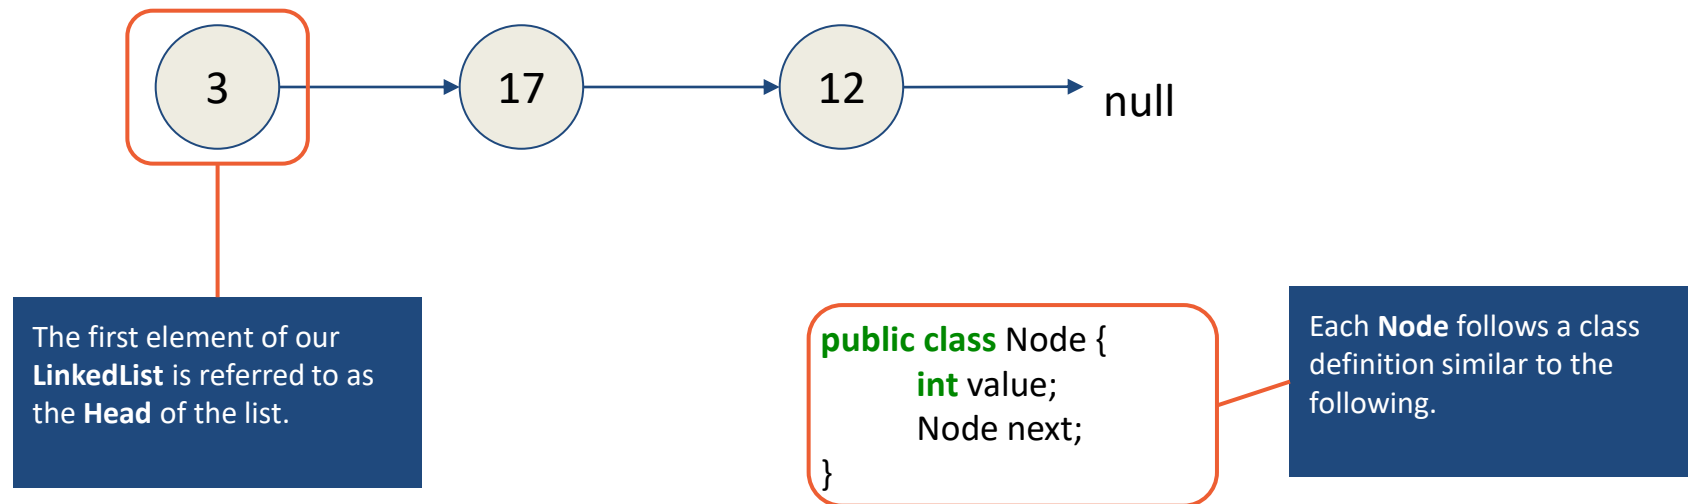 3
17
12
null
The first element of our
LinkedList is referred to as
the Head of the list.
public class Node {
int value;
Node next;
}
Each Node follows a class
definition similar to the
following.